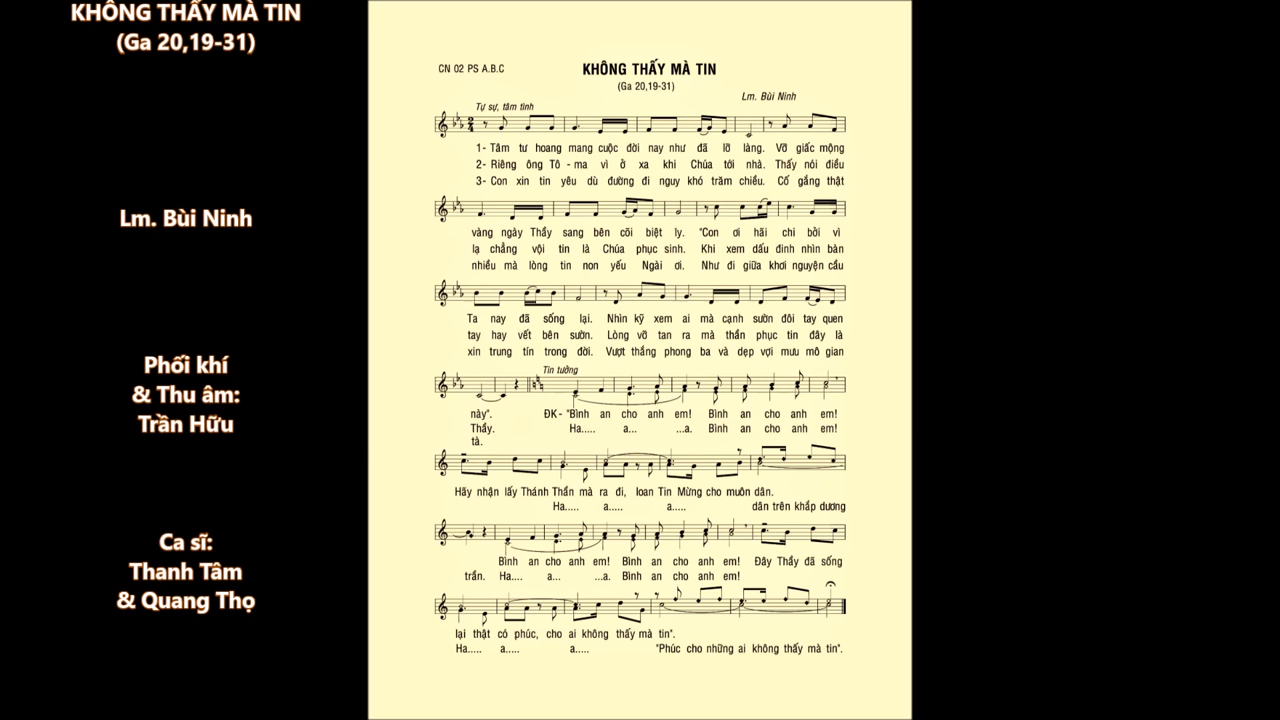 KHÔNG THẤY MÀ TIN
(Ga 20,19-31)
Lm. Bùi Ninh
Phối khí
& Thu âm:
Trần Hữu
Ca sĩ:
Thanh Tâm
& Quang Thọ
CN 02 PS A.B.C
KHÔNG THẤY MÀ TIN
(Ga 20,19-31)
Lm. Bùi Ninh
Tự sự, tâm tình
1- Tâm tư hoang mang cuộc đời nay như đã lỡ làng. Vỡ giấc mộng
2- Riêng ông Tô - ma vì ở xa khi Chúa tới nhà. Thấy nói điều
3- Con xin tin yêu dù đường đi nguy khó trăm chiều. Cố gắng thật
vàng ngày Thầy sang bên cõi biệt ly. "Con ơi hãi chi bởi vì
lạ chẳng vội tin là Chúa phục sinh. Khi xem dấu đinh nhìn bàn
nhiều mà lòng tin non yếu Ngài ơi. Như đi giữa khơi nguyện cầu
Ta nay đã sống lại. Nhìn kỹ xem ai mà cạnh sườn đôi tay quen
tay hay vết bên sườn. Lòng vỡ tan ra mà thần phục tin đây là
xin trung tín trong đời. Vượt thắng phong ba và dẹp vợi mưu mô gian
Tin tưởng
này". ĐK- "Bình an cho anh em! Bình an cho anh em!
Thầy. Ha..... a... ...a. Bình an cho anh em!
tà.
Hãy nhận lấy Thánh Thần mà ra đi, loan Tin Mừng cho muôn dân.
Ha..... a..... a..... dân trên khắp dương
Bình an cho anh em! Bình an cho anh em! Đây Thầy đã sống
trần. Ha.... a... ...a. Bình an cho anh em!
lại thật có phúc, cho ai không thấy mà tin".
Ha..... a..... a..... "Phúc cho những ai không thấy mà tin".